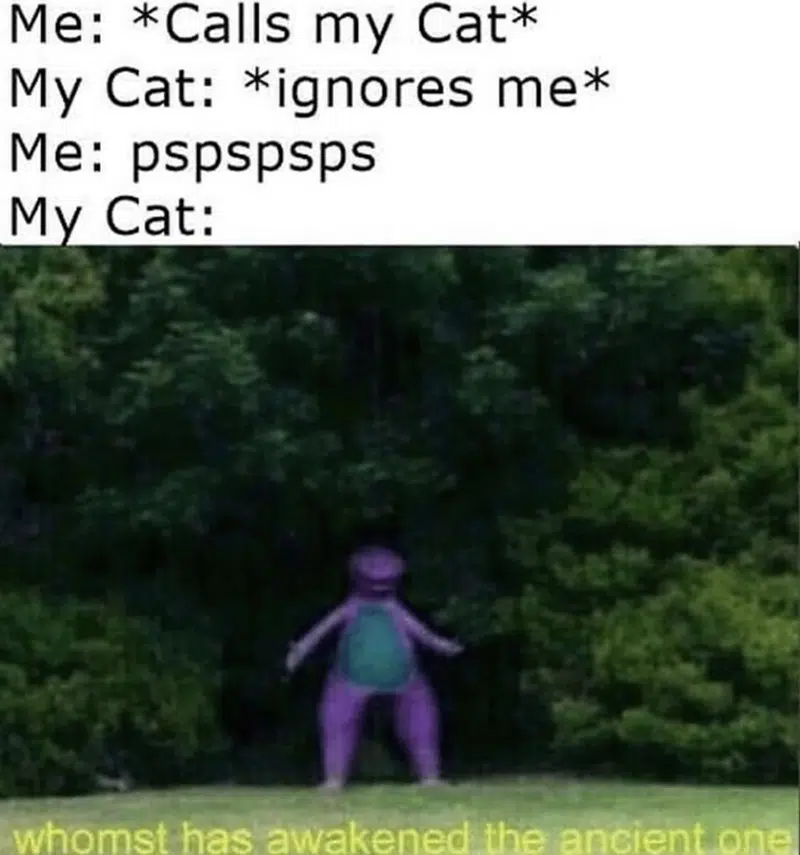 Me: *Calls my Cat*
My Cat: *ignores me*
Me: pspspsps
My Cat:
whomst has awakened the ancient one